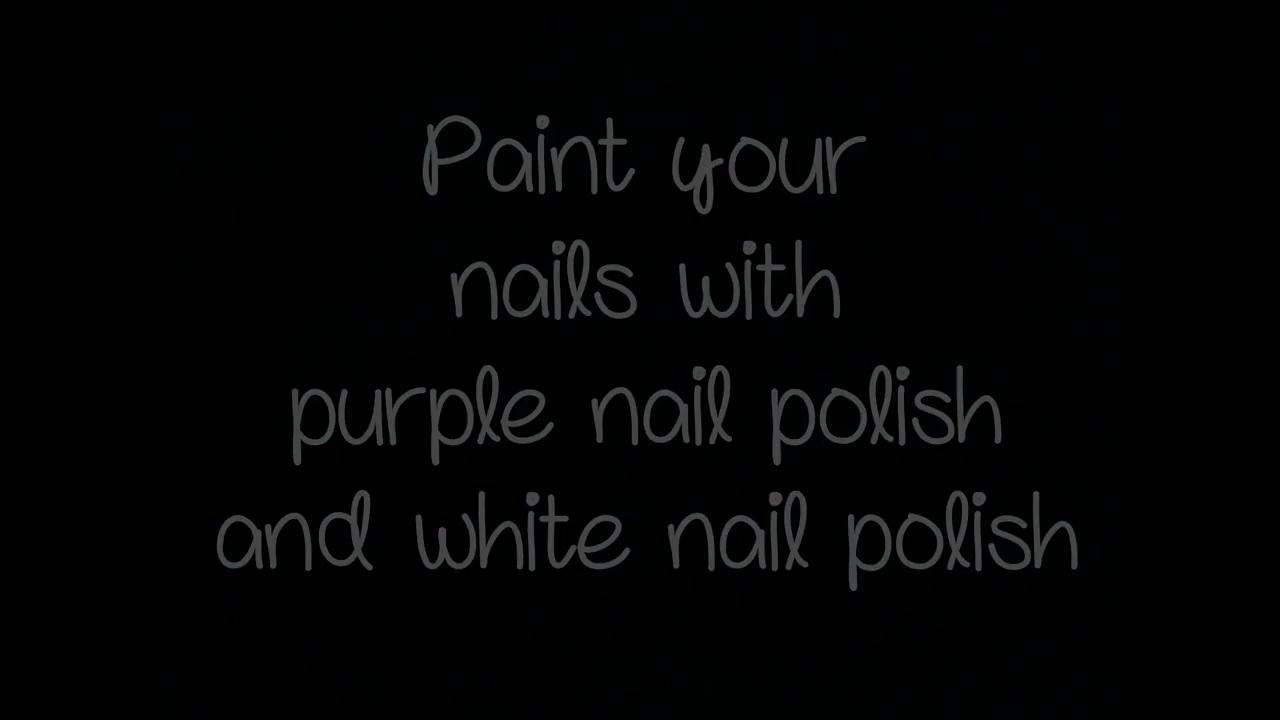 Paint your
nails with
purple nail polish
and white nail polish